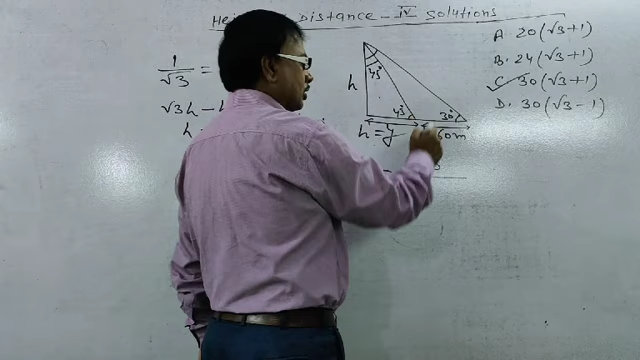 Distance - IV Solutions
1/√3 =
√3h - h
h
45°
h
45° 30°
h = y 60m
A. 20(√3+1)
B. 24(√3+1)
C. 30(√3+1)
D. 30(√3-1)